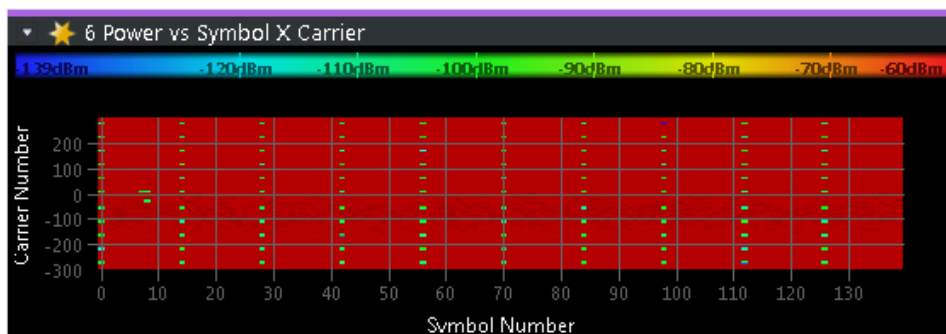 6 Power vs Symbol X Carrier
-139dBm -120dBm -110dBm -100dBm -90dBm -80dBm -70dBm -60dBm
Carrier Number
200
100
0
-100
-200
-300
0 10 20 30 40 50 60 70 80 90 100 110 120 130
Symbol Number